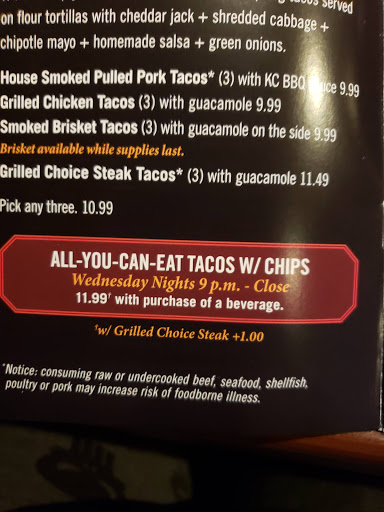 tacos served
on flour tortillas with cheddar jack + shredded cabbage +
chipotle mayo + homemade salsa + green onions.
House Smoked Pulled Pork Tacos* (3) with KC BBQ 9.99
Grilled Chicken Tacos (3) with guacamole 9.99
Smoked Brisket Tacos (3) with guacamole on the side 9.99
Brisket available while supplies last.
Grilled Choice Steak Tacos* (3) with guacamole 11.49
Pick any three. 10.99
ALL-YOU-CAN-EAT TACOS W/ CHIPS
Wednesday Nights 9 p.m. - Close
11.99† with purchase of a beverage.
†w/ Grilled Choice Steak +1.00
*Notice: consuming raw or undercooked beef, seafood, shellfish,
poultry or pork may increase risk of foodborne illness.